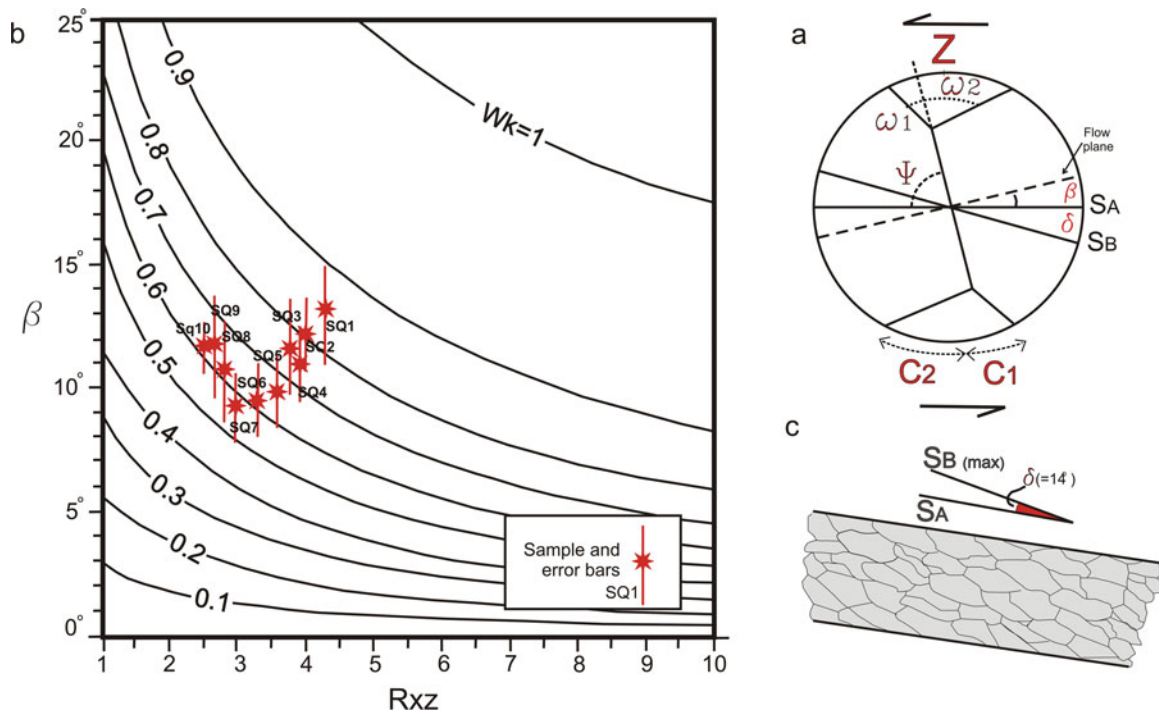 b
25°
20°
15°
10°
5°
0°
β
0.9
0.8
0.7
0.6
0.5
0.4
0.3
0.2
0.1
Wk=1
SQ9
Sq10
SQ8
SQ3
SQ1
SQ5
SC2
SQ6
SQ4
SQ7
Sample and
error bars
SQ1
1 2 3 4 5 6 7 8 9 10
Rxz
a
Z
ω2
ω1
Flow
plane
Ψ
β
SA
δ
SB
C2 C1
c
SB (max)
δ(=14°)
SA